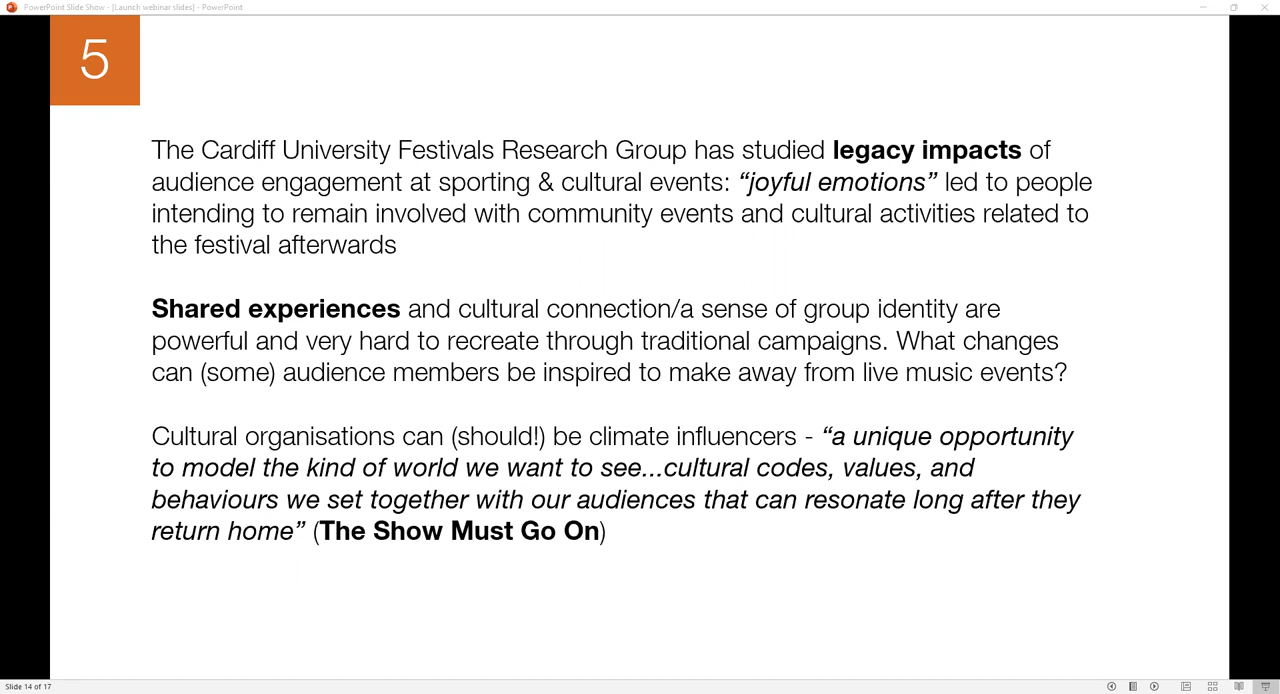 PowerPoint Slide Show - [Launch webinar slides] - PowerPoint
5
The Cardiff University Festivals Research Group has studied legacy impacts of
audience engagement at sporting & cultural events: “joyful emotions” led to people
intending to remain involved with community events and cultural activities related to
the festival afterwards
Shared experiences and cultural connection/a sense of group identity are
powerful and very hard to recreate through traditional campaigns. What changes
can (some) audience members be inspired to make away from live music events?
Cultural organisations can (should!) be climate influencers - “a unique opportunity
to model the kind of world we want to see...cultural codes, values, and
behaviours we set together with our audiences that can resonate long after they
return home” (The Show Must Go On)
Slide 14 of 17